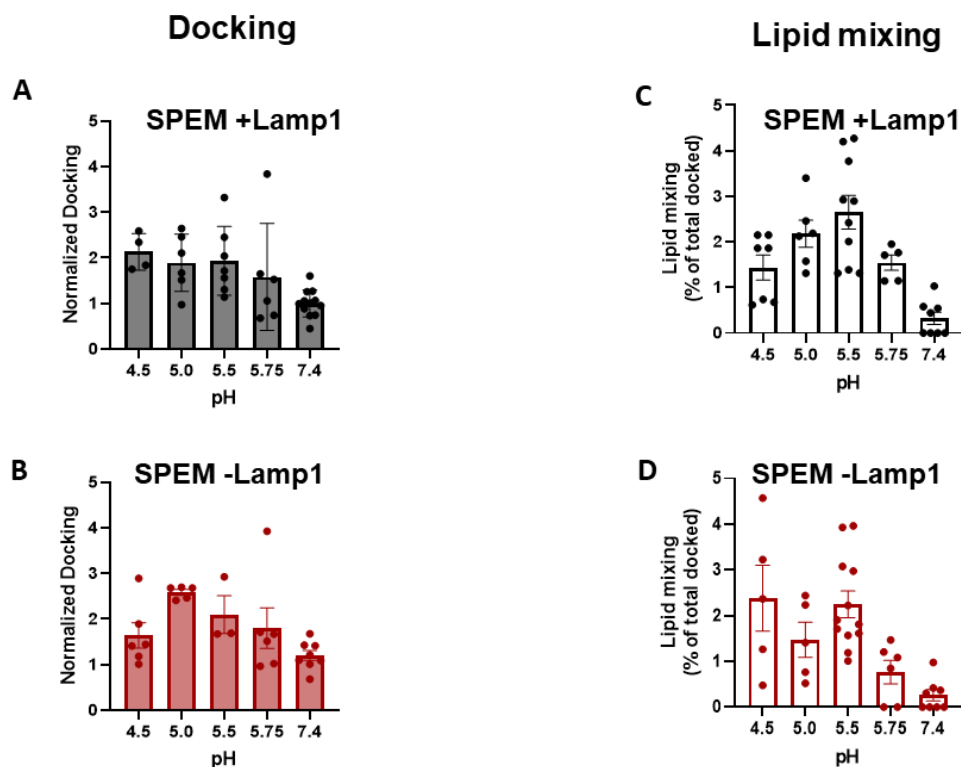 Docking
Lipid mixing
A
SPEM +Lamp1
Normalized Docking
5
4
3
2
1
0
4.5 5.0 5.5 5.75 7.4
pH
C
SPEM +Lamp1
Lipid mixing
(% of total docked)
5
4
3
2
1
0
4.5 5.0 5.5 5.75 7.4
pH
B
SPEM -Lamp1
Normalized Docking
5
4
3
2
1
0
4.5 5.0 5.5 5.75 7.4
pH
D
SPEM -Lamp1
Lipid mixing
(% of total docked)
5
4
3
2
1
0
4.5 5.0 5.5 5.75 7.4
pH